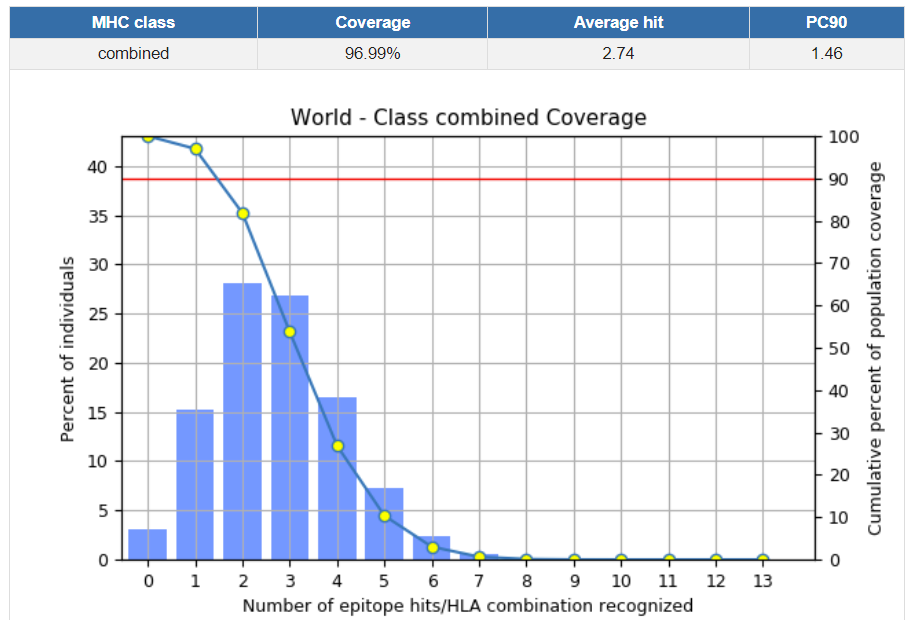 MHC class Coverage Average hit PC90
combined 96.99% 2.74 1.46
World - Class combined Coverage
Percent of individuals
40
35
30
25
20
15
10
5
0
100
90
80
70
60
50
40
30
20
10
0
Cumulative percent of population coverage
0 1 2 3 4 5 6 7 8 9 10 11 12 13
Number of epitope hits/HLA combination recognized